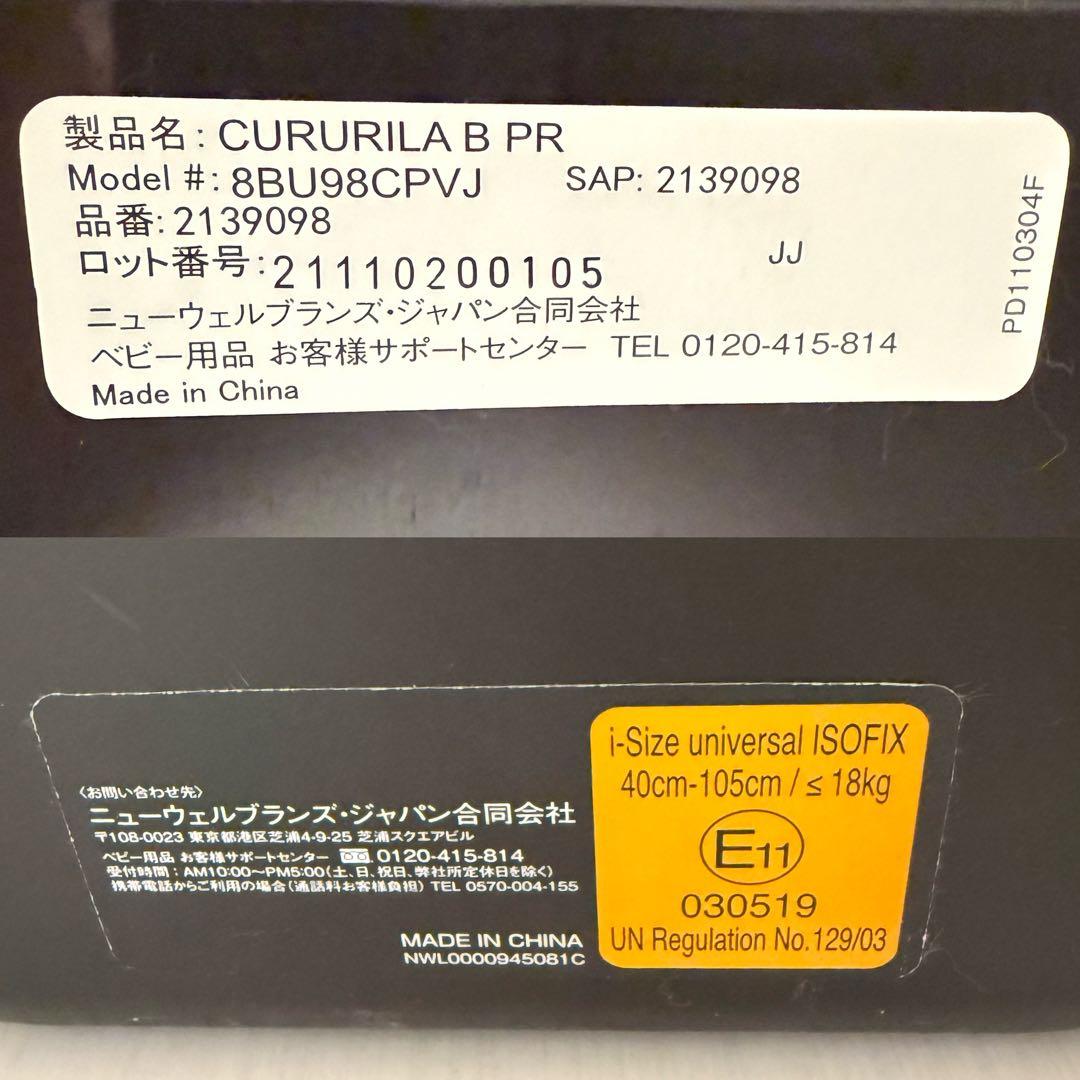 製品名: CURURILA B PR
Model #: 8BU98CPVJ SAP: 2139098
品番: 2139098
ロット番号: 21110200105 JJ
ニューウェルブランズ・ジャパン合同会社
ベビー用品 お客様サポートセンター TEL 0120-415-814
Made in China
PD110304F
〈お問い合わせ先〉
ニューウェルブランズ・ジャパン合同会社
〒108-0023 東京都港区芝浦4-9-25 芝浦スクエアビル
ベビー用品 お客様サポートセンター 0120-415-814
受付時間:AM10:00〜PM5:00(土、日、祝日、弊社所定休日を除く)
携帯電話からご利用の場合(通話料お客様負担) TEL 0570-004-155
MADE IN CHINA
NWL0000945081C
i-Size universal ISOFIX
40cm-105cm / ≤ 18kg
E11
030519
UN Regulation No.129/03